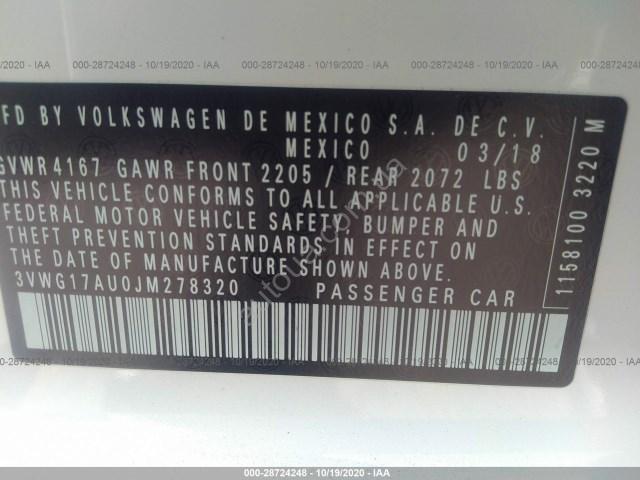 000-28724248 - 10/19/2020 - IAA
FD BY VOLKSWAGEN DE MEXICO S.A. DE C.V.
MEXICO 03/18
GVWR 4167 GAWR FRONT 2205 / REAR 2072 LBS
THIS VEHICLE CONFORMS TO ALL APPLICABLE U.S.
FEDERAL MOTOR VEHICLE SAFETY, BUMPER AND
THEFT PREVENTION STANDARDS IN EFFECT ON
THE DATE OF MANUFACTURE SHOWN ABOVE.
3VWG17AU0JM278320 PASSENGER CAR
1158100 3220 M
autoua.com.ua
000-28724248 - 10/19/2020 - IAA